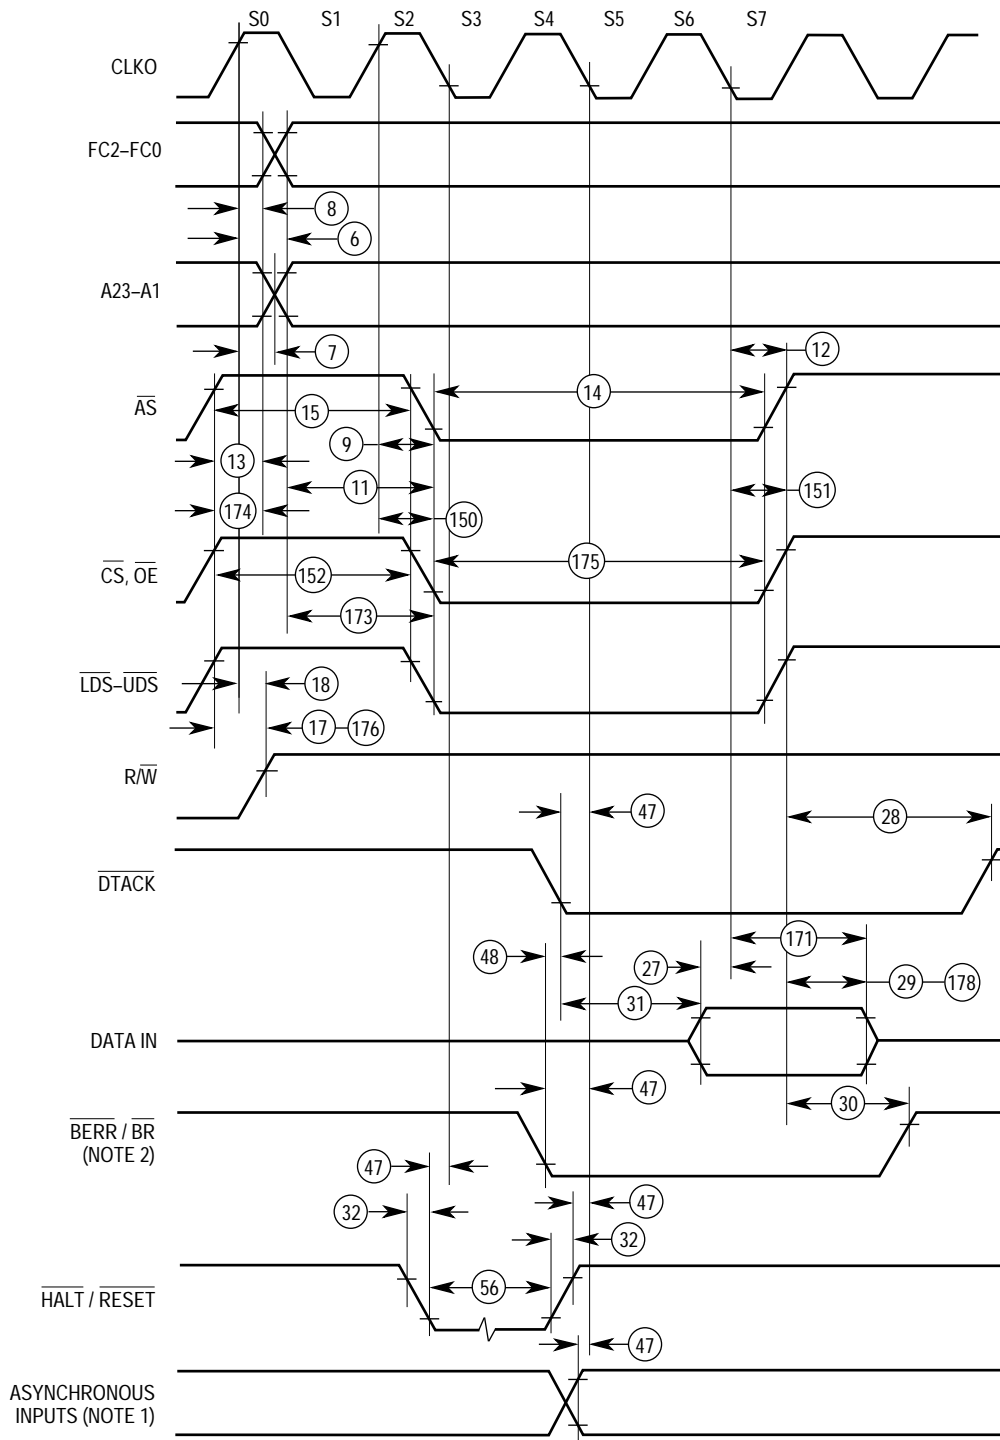 S0 S1 S2 S3 S4 S5 S6 S7
CLKO
FC2–FC0
8
6
A23–A1
7
12
14
AS
15
9
13
11
151
174
150
175
CS, OE
152
173
LDS–UDS
18
17 176
R/W
47
28
DTACK
171
48
27
29 178
31
DATA IN
47
30
BERR / BR
(NOTE 2)
47
47
32
32
56
HALT / RESET
47
ASYNCHRONOUS
INPUTS (NOTE 1)